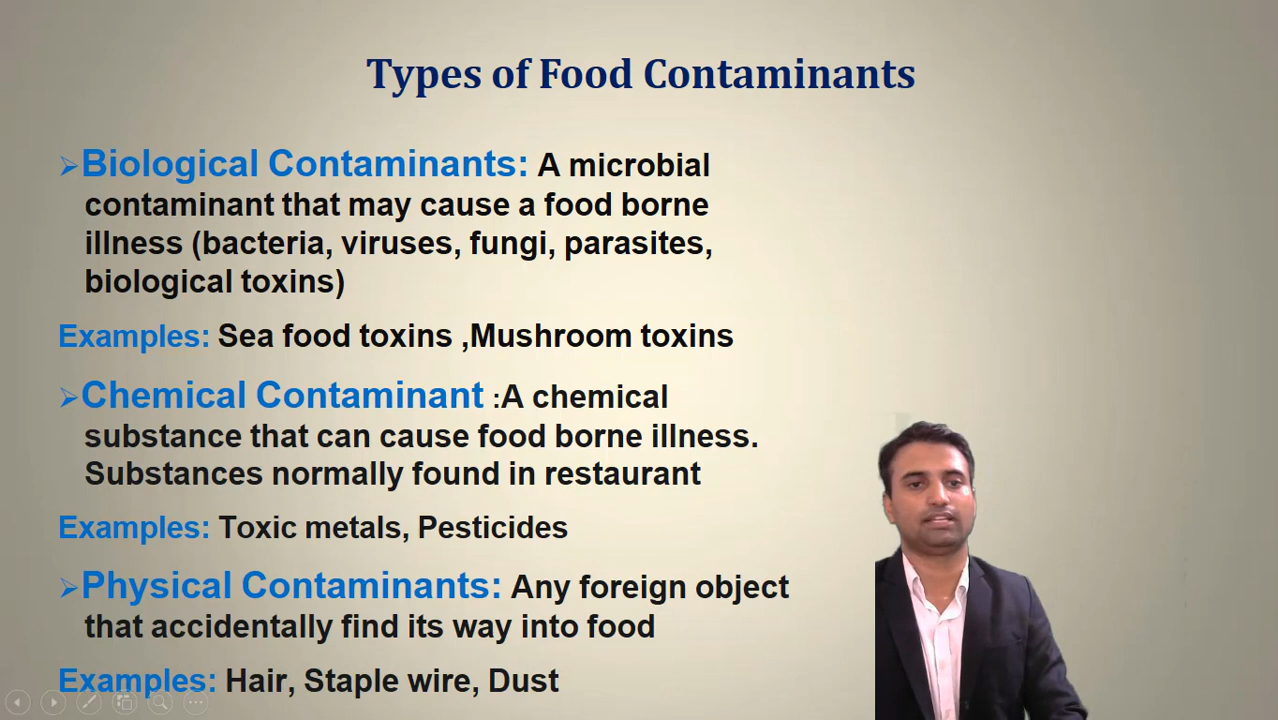 Types of Food Contaminants
Biological Contaminants: A microbial
contaminant that may cause a food borne
illness (bacteria, viruses, fungi, parasites,
biological toxins)
Examples: Sea food toxins ,Mushroom toxins
Chemical Contaminant :A chemical
substance that can cause food borne illness.
Substances normally found in restaurant
Examples: Toxic metals, Pesticides
Physical Contaminants: Any foreign object
that accidentally find its way into food
Examples: Hair, Staple wire, Dust